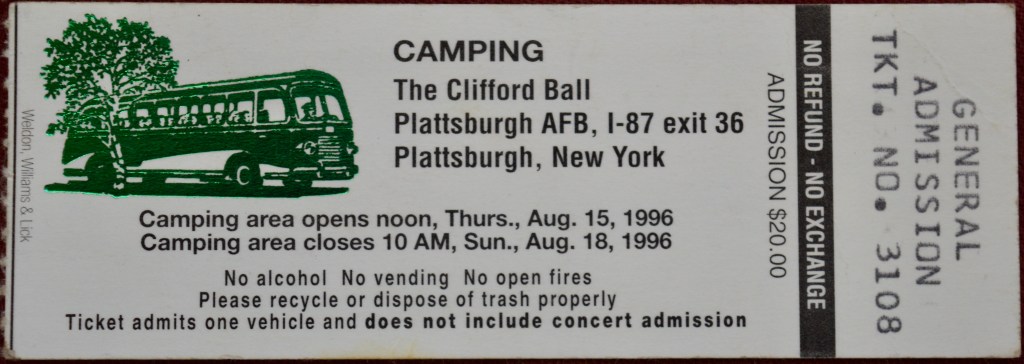 CAMPING
The Clifford Ball
Plattsburgh AFB, I-87 exit 36
Plattsburgh, New York
Camping area opens noon, Thurs., Aug. 15, 1996
Camping area closes 10 AM, Sun., Aug. 18, 1996
No alcohol No vending No open fires
Please recycle or dispose of trash properly
Ticket admits one vehicle and does not include concert admission
Weldon, Williams & Lick
ADMISSION $20.00
NO REFUND - NO EXCHANGE
GENERAL
ADMISSION
TKT. NO. 3108